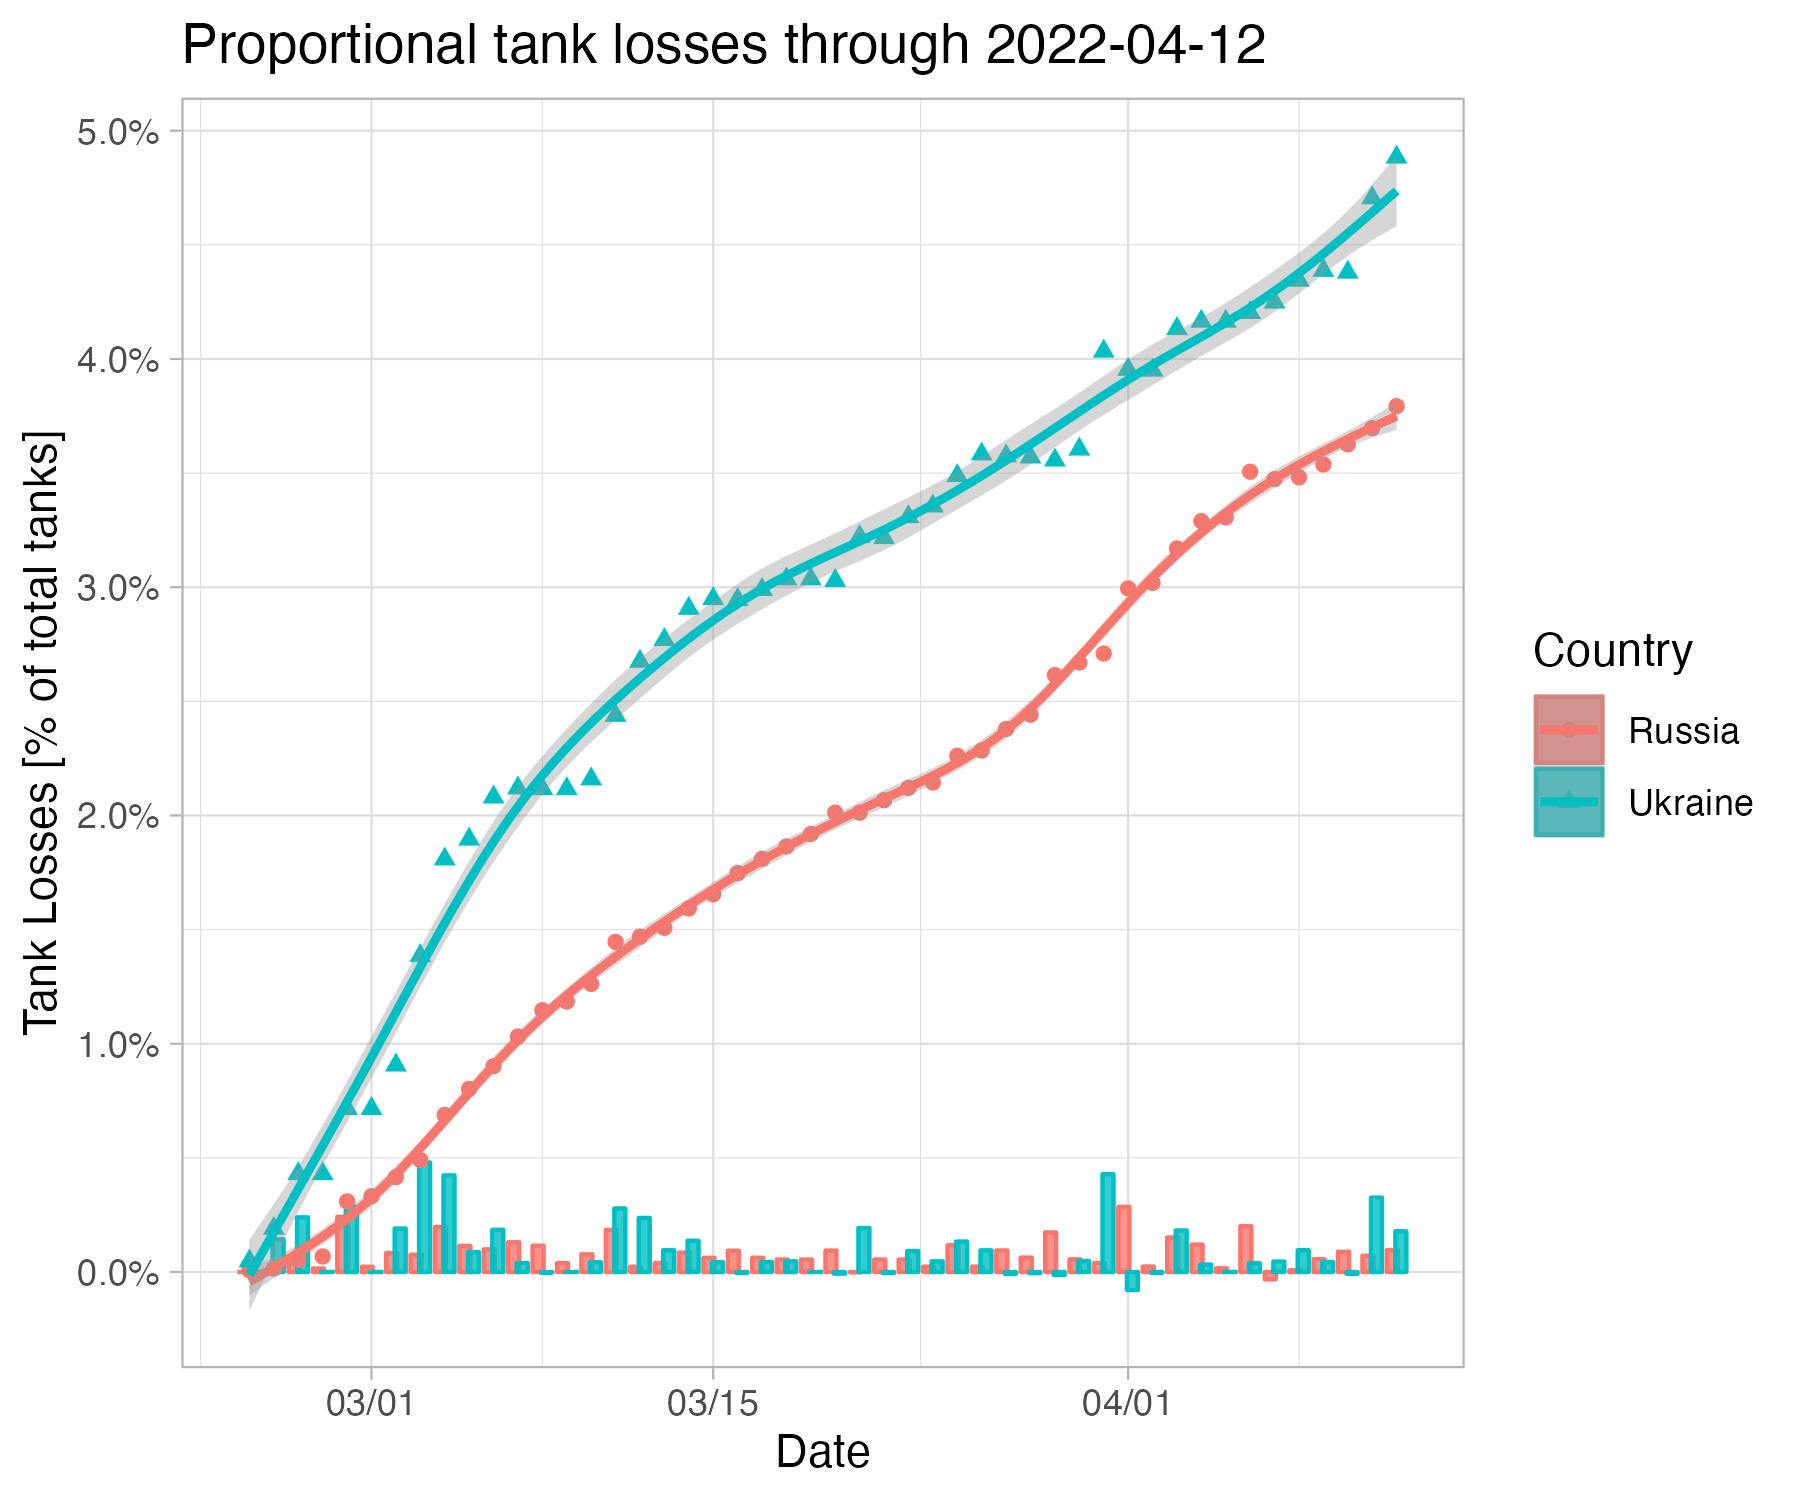 Proportional tank losses through 2022-04-12
Tank Losses [% of total tanks]
5.0%
4.0%
3.0%
2.0%
1.0%
0.0%
03/01
03/15
04/01
Date
Country
Russia
Ukraine